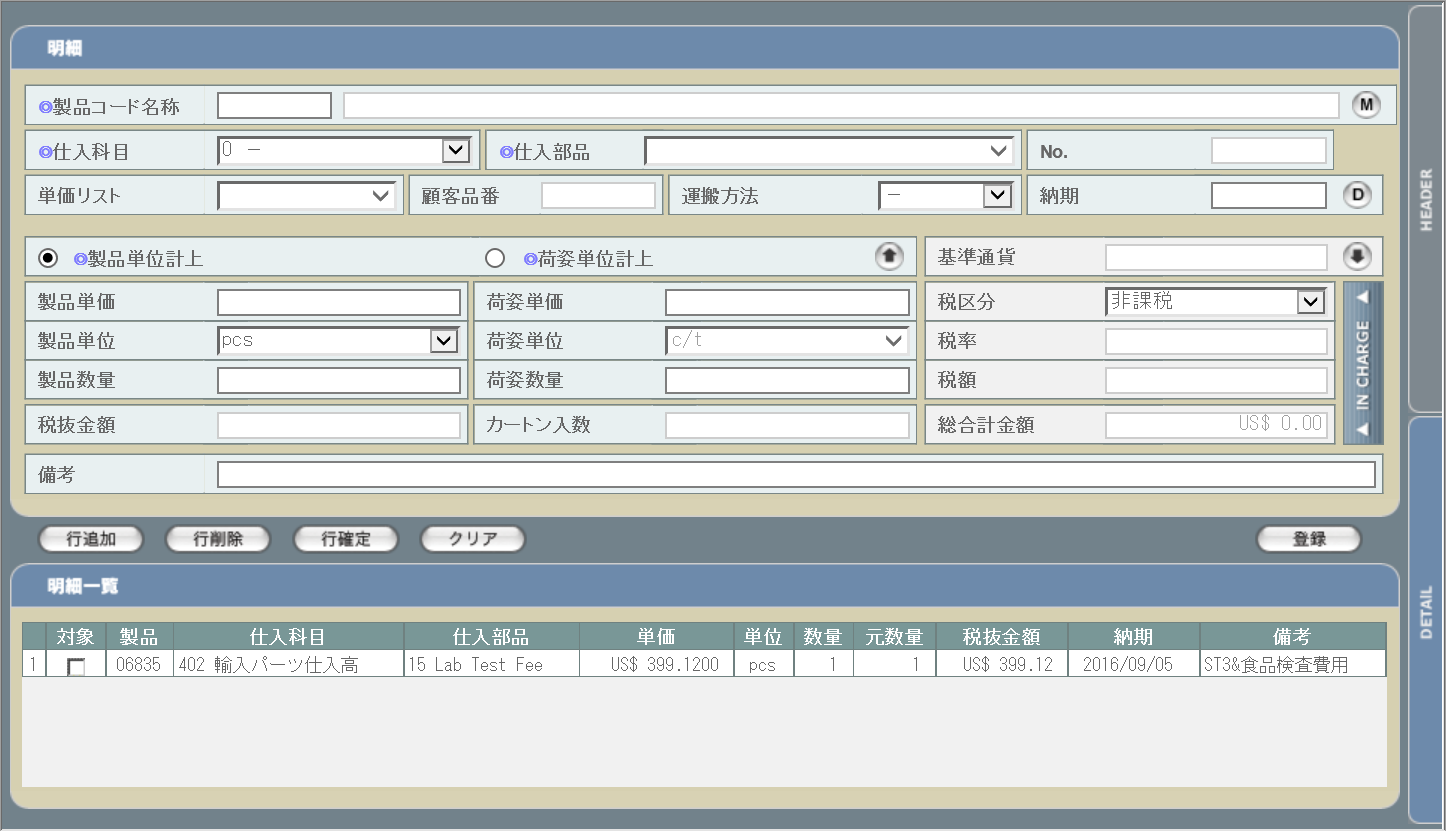 明細
◎製品コード名称 M
◎仕入科目 0 － ◎仕入部品 No.
単価リスト 顧客品番 運搬方法 － 納期 D
◎製品単位計上 ◎荷姿単位計上 基準通貨
製品単価 荷姿単価 税区分 非課税
製品単位 pcs 荷姿単位 c/t 税率
製品数量 荷姿数量 税額
税抜金額 カートン入数 総合計金額 US$ 0.00
備考
IN CHARGE
HEADER
行追加 行削除 行確定 クリア 登録
明細一覧
対象 製品 仕入科目 仕入部品 単価 単位 数量 元数量 税抜金額 納期 備考
1 06835 402 輸入パーツ仕入高 15 Lab Test Fee US$ 399.1200 pcs 1 1 US$ 399.12 2016/09/05 ST3&食品検査費用
DETAIL